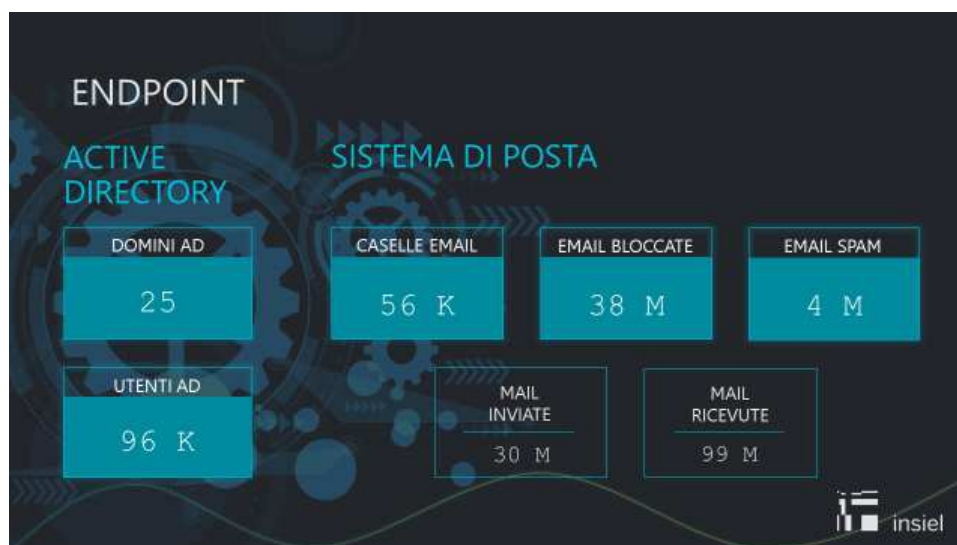 ENDPOINT
ACTIVE
DIRECTORY
SISTEMA DI POSTA
DOMINI AD
25
CASELLE EMAIL
56 K
EMAIL BLOCCATE
38 M
EMAIL SPAM
4 M
UTENTI AD
96 K
MAIL
INVIATE
30 M
MAIL
RICEVUTE
99 M
insiel